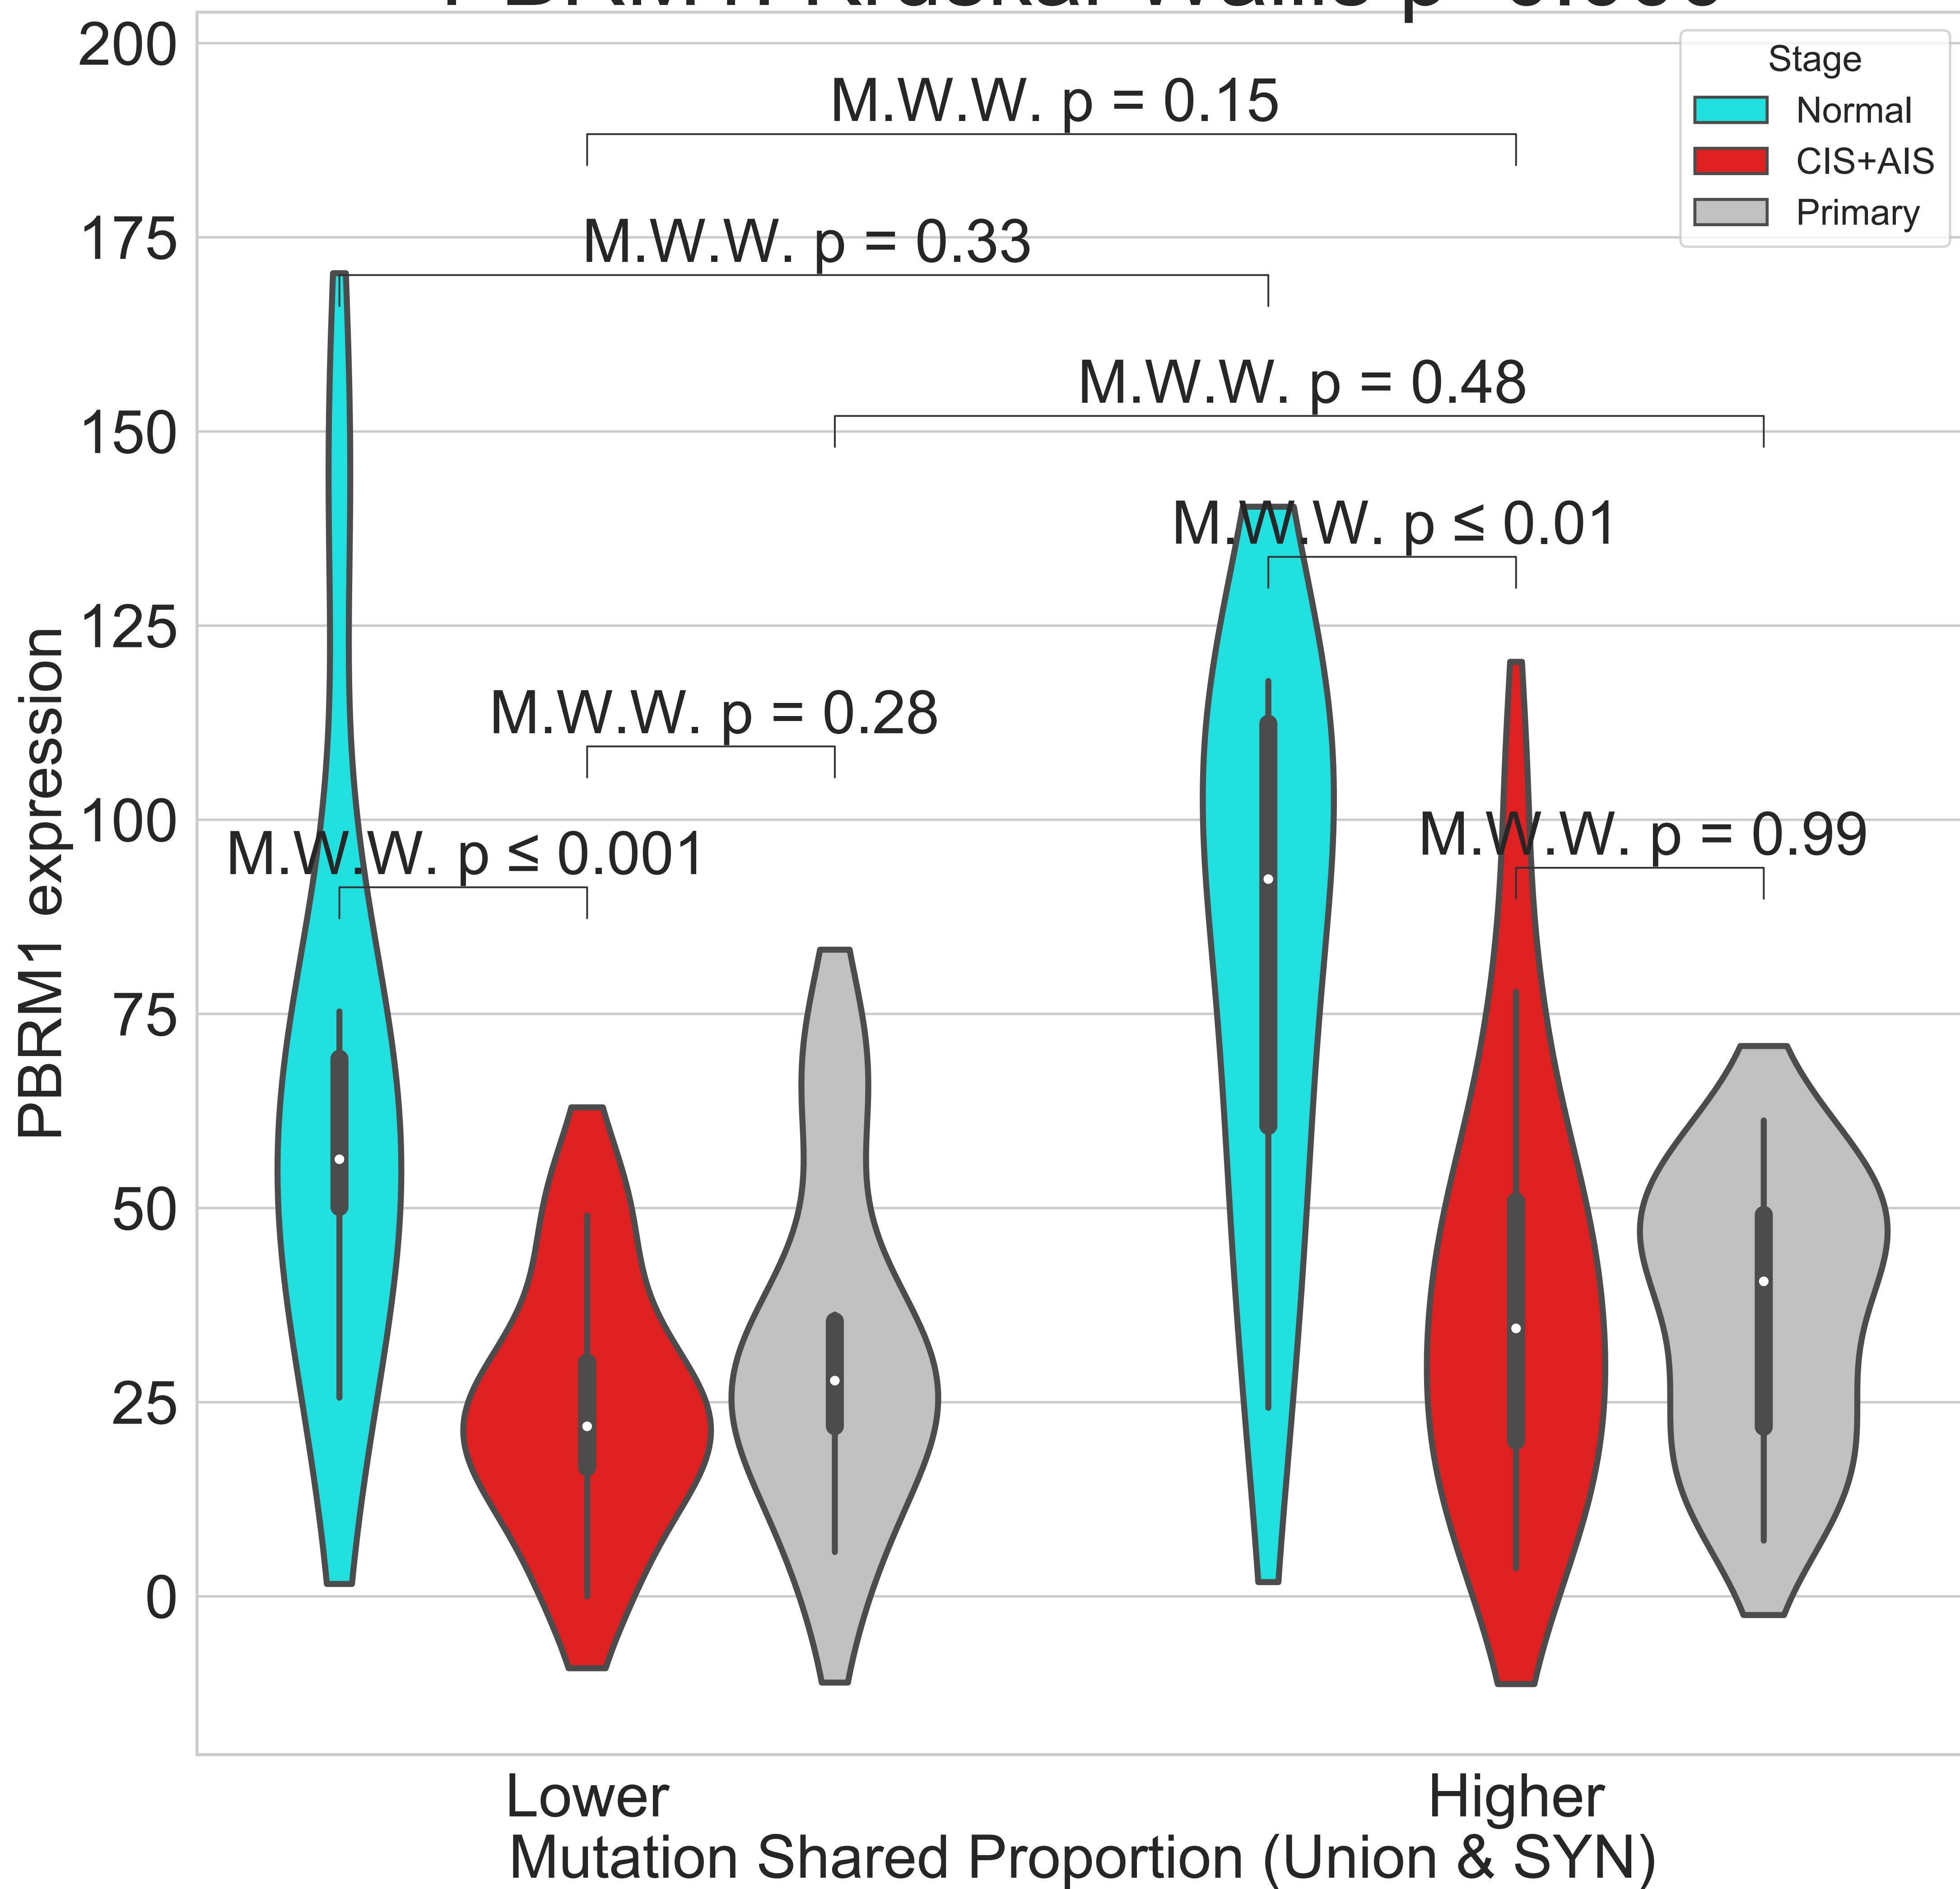 200
Stage
Normal
CIS+AIS
Primary
M.W.W. p = 0.15
175
M.W.W. p = 0.33
150
M.W.W. p = 0.48
M.W.W. p ≤ 0.01
125
M.W.W. p = 0.28
100
M.W.W. p ≤ 0.001
M.W.W. p = 0.99
PBRM1 expression
75
50
25
0
Lower
Higher
Mutation Shared Proportion (Union & SYN)